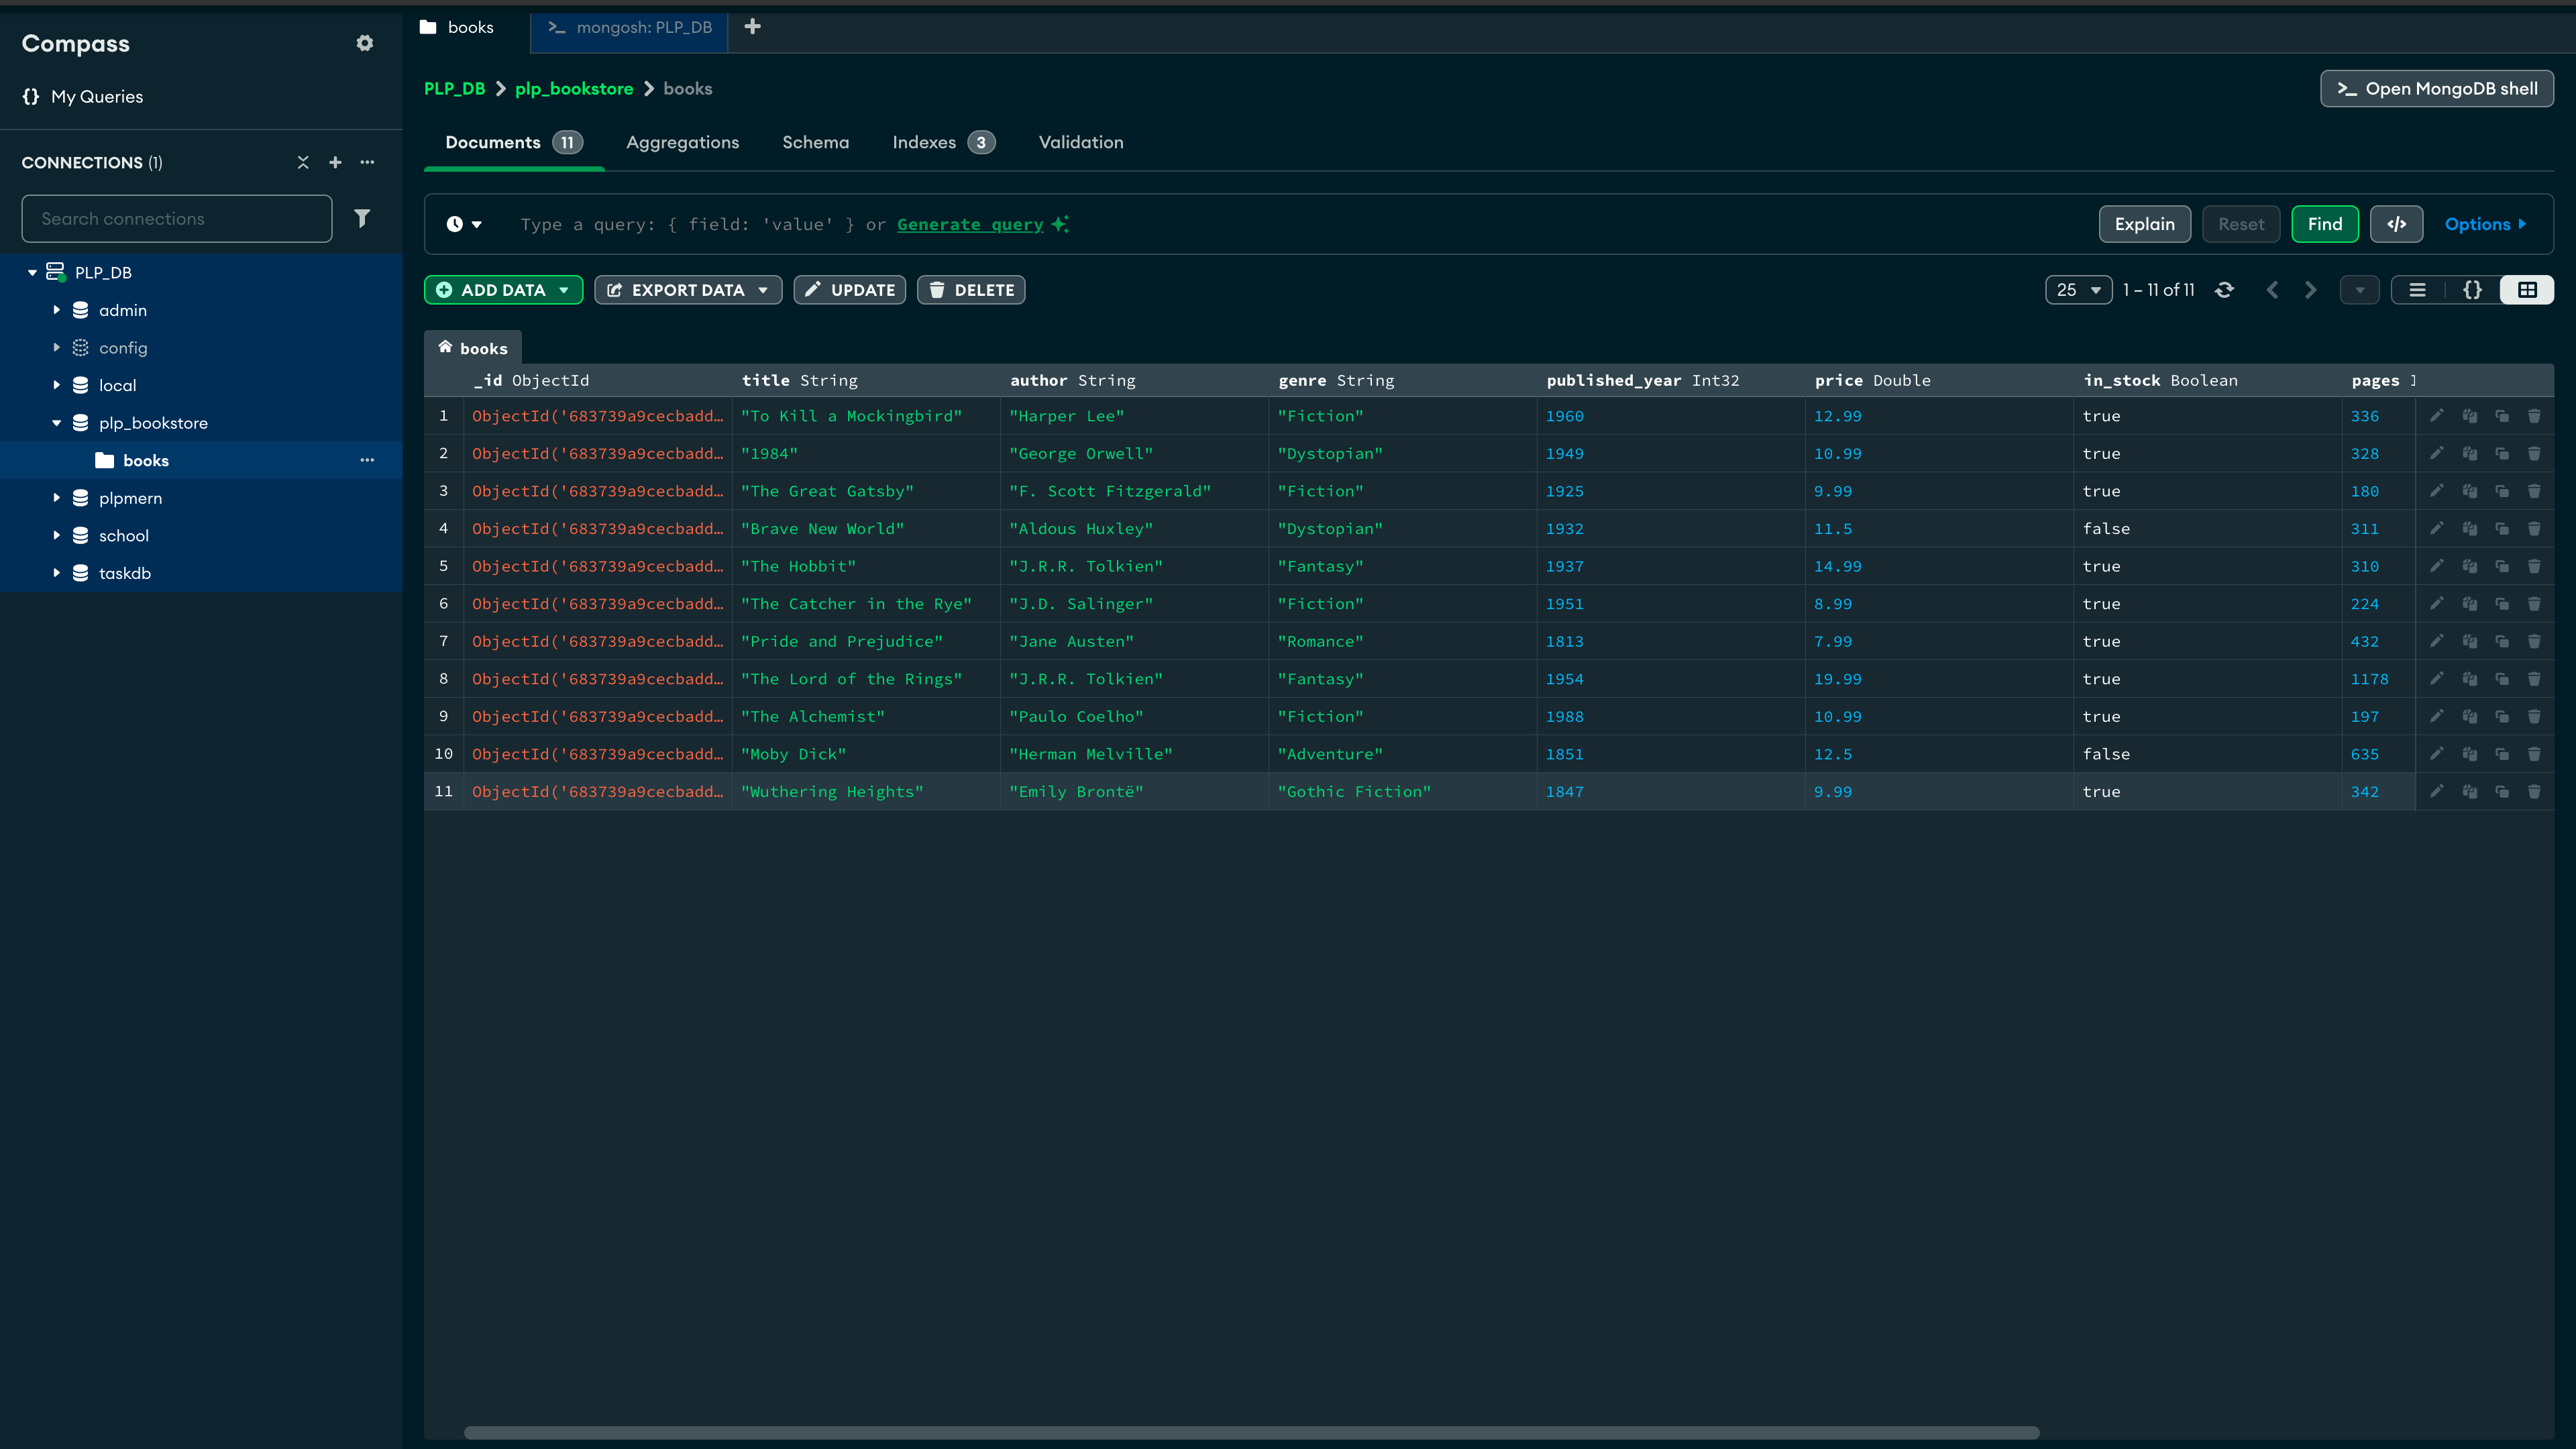 Compass
My Queries
CONNECTIONS (1)
Search connections
PLP_DB
admin
config
local
plp_bookstore
books
plpmern
school
taskdb
books
>_ mongosh: PLP_DB
PLP_DB > plp_bookstore > books
>_ Open MongoDB shell
Documents 11 Aggregations Schema Indexes 3 Validation
Type a query: { field: 'value' } or Generate query
Explain Reset Find </> Options
ADD DATA EXPORT DATA UPDATE DELETE
25 1 – 11 of 11 {}
books
_id ObjectId title String author String genre String published_year Int32 price Double in_stock Boolean pages
1 ObjectId('683739a9cecbadd… "To Kill a Mockingbird" "Harper Lee" "Fiction" 1960 12.99 true 336
2 ObjectId('683739a9cecbadd… "1984" "George Orwell" "Dystopian" 1949 10.99 true 328
3 ObjectId('683739a9cecbadd… "The Great Gatsby" "F. Scott Fitzgerald" "Fiction" 1925 9.99 true 180
4 ObjectId('683739a9cecbadd… "Brave New World" "Aldous Huxley" "Dystopian" 1932 11.5 false 311
5 ObjectId('683739a9cecbadd… "The Hobbit" "J.R.R. Tolkien" "Fantasy" 1937 14.99 true 310
6 ObjectId('683739a9cecbadd… "The Catcher in the Rye" "J.D. Salinger" "Fiction" 1951 8.99 true 224
7 ObjectId('683739a9cecbadd… "Pride and Prejudice" "Jane Austen" "Romance" 1813 7.99 true 432
8 ObjectId('683739a9cecbadd… "The Lord of the Rings" "J.R.R. Tolkien" "Fantasy" 1954 19.99 true 1178
9 ObjectId('683739a9cecbadd… "The Alchemist" "Paulo Coelho" "Fiction" 1988 10.99 true 197
10 ObjectId('683739a9cecbadd… "Moby Dick" "Herman Melville" "Adventure" 1851 12.5 false 635
11 ObjectId('683739a9cecbadd… "Wuthering Heights" "Emily Brontë" "Gothic Fiction" 1847 9.99 true 342